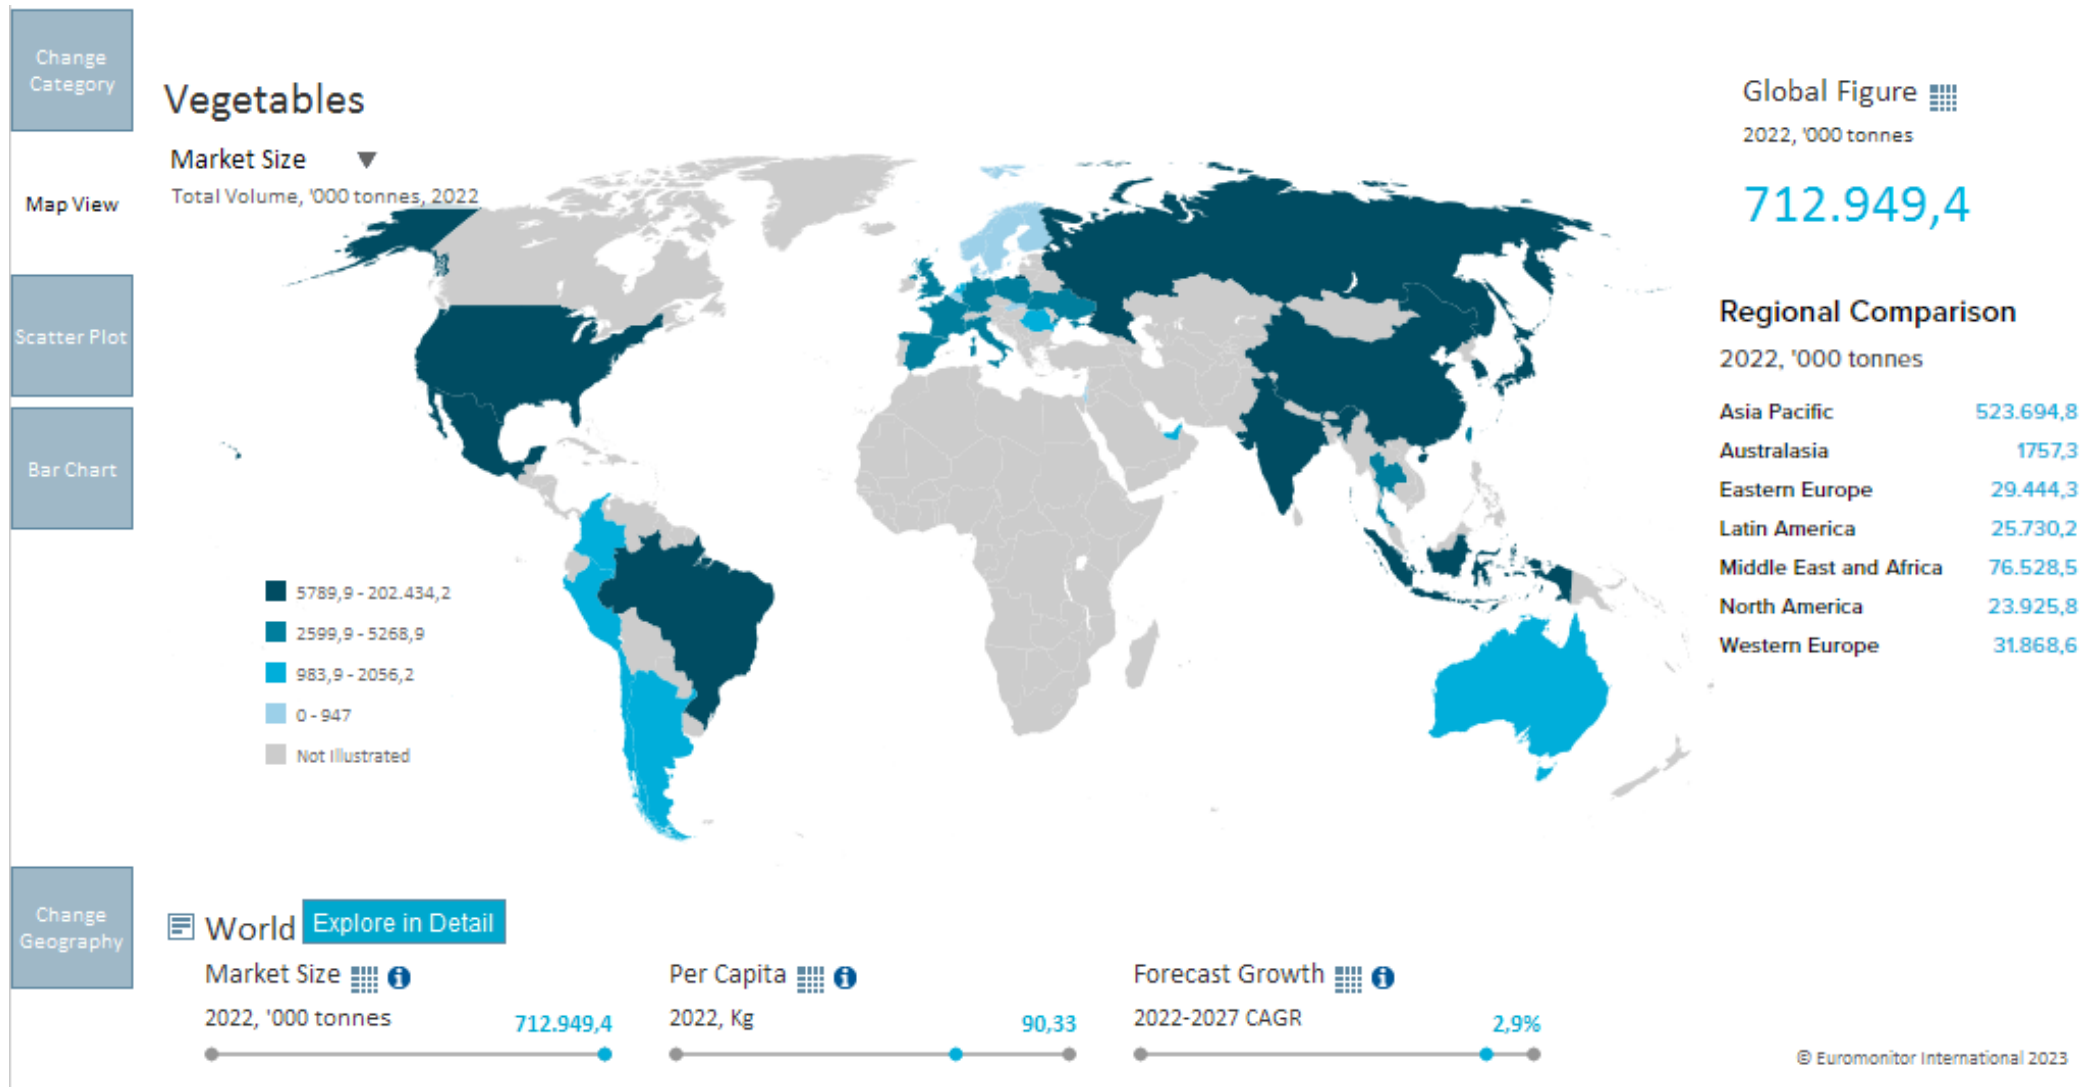 Change
Category
Map View
Scatter Plot
Bar Chart
Change
Geography
Vegetables
Market Size
Total Volume, '000 tonnes, 2022
5789,9 - 202.434,2
2599,9 - 5268,9
983,9 - 2056,2
0 - 947
Not Illustrated
Global Figure
2022, '000 tonnes
712.949,4
Regional Comparison
2022, '000 tonnes
Asia Pacific 523.694,8
Australasia 1757,3
Eastern Europe 29.444,3
Latin America 25.730,2
Middle East and Africa 76.528,5
North America 23.925,8
Western Europe 31.868,6
World Explore in Detail
Market Size
2022, '000 tonnes 712.949,4
Per Capita
2022, Kg 90,33
Forecast Growth
2022-2027 CAGR 2,9%
© Euromonitor International 2023